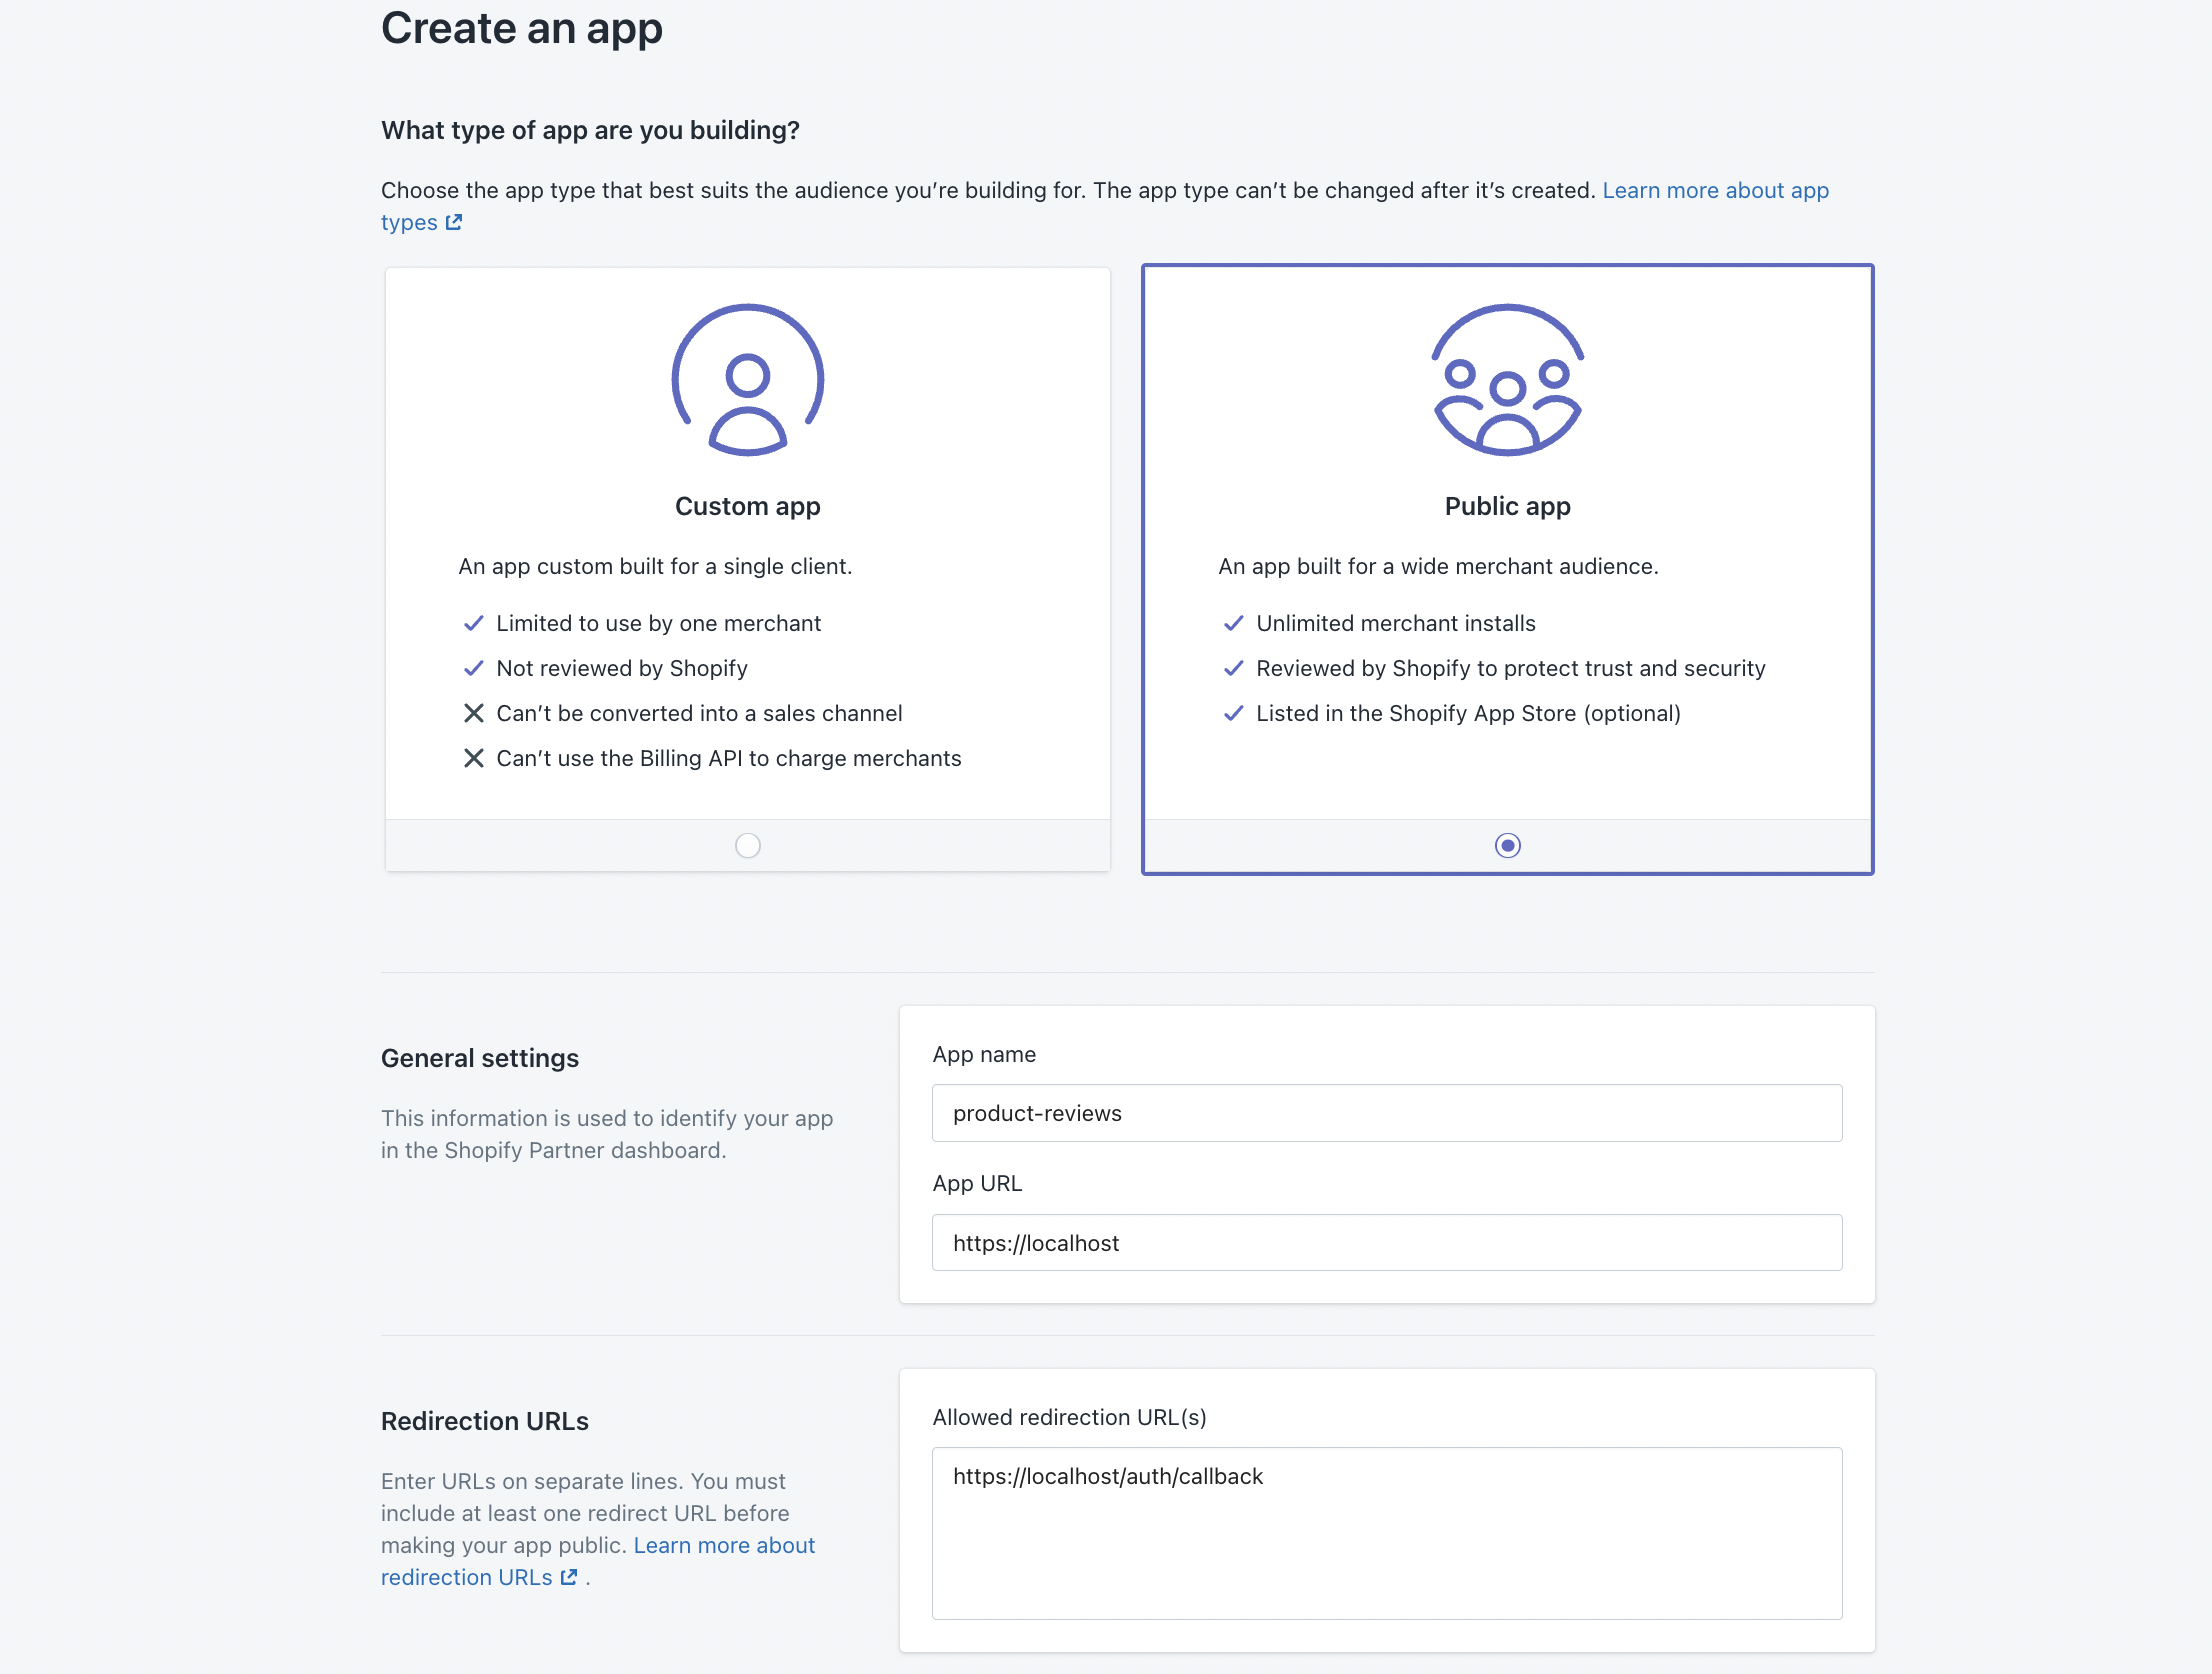 Create an app
What type of app are you building?
Choose the app type that best suits the audience you’re building for. The app type can’t be changed after it’s created. Learn more about app
types
Custom app
An app custom built for a single client.
Limited to use by one merchant
Not reviewed by Shopify
Can’t be converted into a sales channel
Can’t use the Billing API to charge merchants
Public app
An app built for a wide merchant audience.
Unlimited merchant installs
Reviewed by Shopify to protect trust and security
Listed in the Shopify App Store (optional)
General settings
This information is used to identify your app
in the Shopify Partner dashboard.
App name
product-reviews
App URL
https://localhost
Redirection URLs
Enter URLs on separate lines. You must
include at least one redirect URL before
making your app public. Learn more about
redirection URLs .
Allowed redirection URL(s)
https://localhost/auth/callback